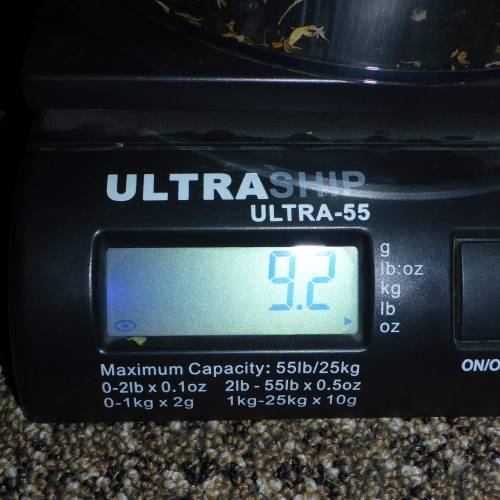 ULTRASHIP
ULTRA-55
9.2
g
lb:oz
kg
lb
oz
Maximum Capacity: 55lb/25kg
0-2lb x 0.1oz 2lb - 55lb x 0.5oz
0-1kg x 2g 1kg-25kg x 10g
ON/O